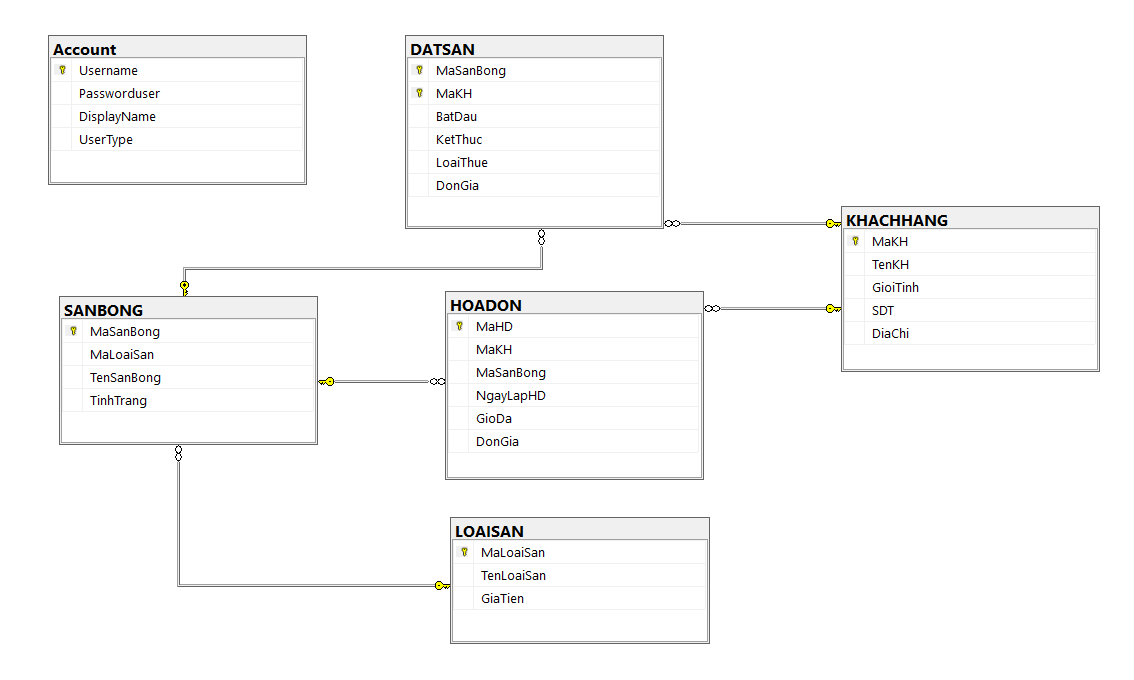 Account
Username
Passworduser
DisplayName
UserType
DATSAN
MaSanBong
MaKH
BatDau
KetThuc
LoaiThue
DonGia
KHACHHANG
MaKH
TenKH
GioiTinh
SDT
DiaChi
SANBONG
MaSanBong
MaLoaiSan
TenSanBong
TinhTrang
HOADON
MaHD
MaKH
MaSanBong
NgayLapHD
GioDa
DonGia
LOAISAN
MaLoaiSan
TenLoaiSan
GiaTien